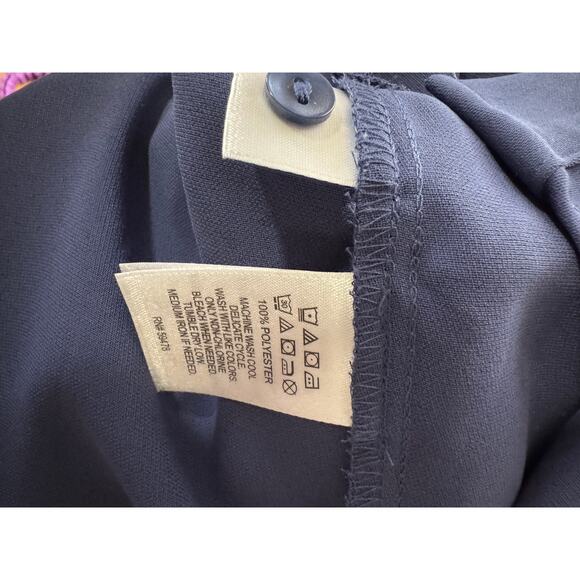 30
100% POLYESTER
MACHINE WASH COOL
DELICATE CYCLE.
WASH WITH LIKE COLORS.
ONLY NON-CHLORINE
BLEACH WHEN NEEDED.
TUMBLE DRY LOW.
MEDIUM IRON IF NEEDED.
RN# 59478